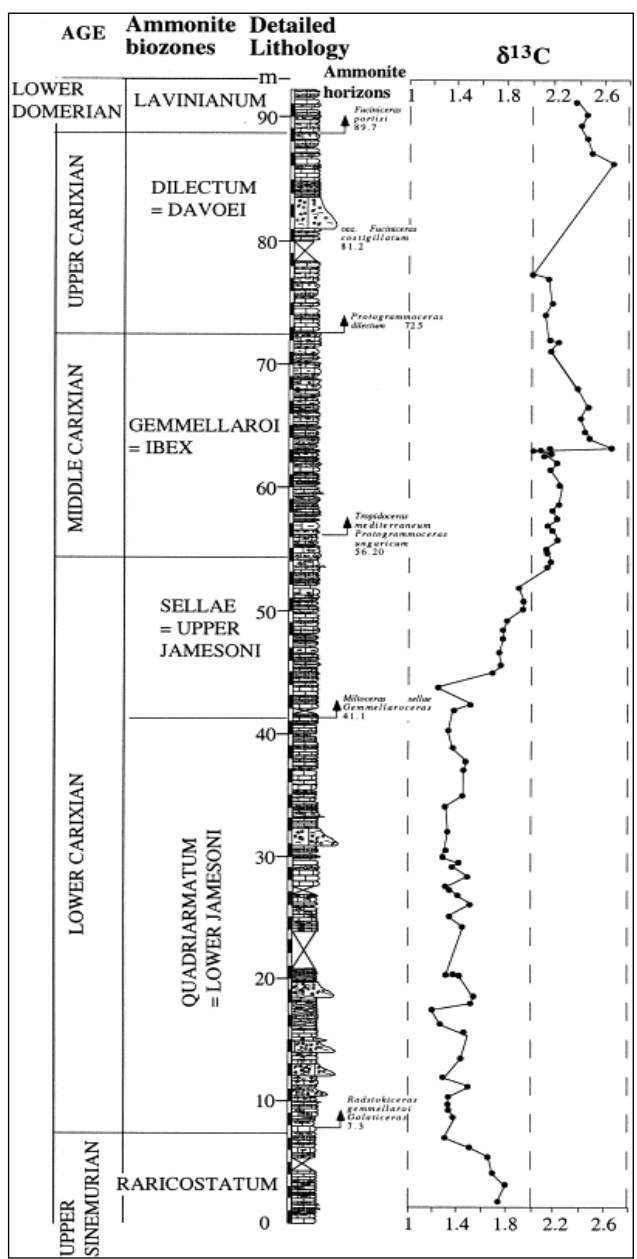 AGE
Ammonite
biozones
Detailed
Lithology
δ13C
m
Ammonite
horizons
1 1.4 1.8 2.2 2.6
LOWER
DOMERIAN
LAVINIANUM
90
Fuciniceras
portisi
89.7
UPPER CARIXIAN
DILECTUM
= DAVOEI
80
occ. Fuciniceras
costigillatum
81.2
Protogrammoceras
dilectum 72.5
70
MIDDLE CARIXIAN
GEMMELLAROI
= IBEX
60
Tropidoceras
mediterraneum
Protogrammoceras
ungaricum
56.20
LOWER CARIXIAN
SELLAE
= UPPER
JAMESONI
50
Milioceras sellae
Gemmellaroceras
41.1
40
QUADRIARMATUM
= LOWER JAMESONI
30
20
10
Radstokiceras
gemmellaroi
Galaticeras
7.3
UPPER
SINEMURIAN
RARICOSTATUM
0
1 1.4 1.8 2.2 2.6